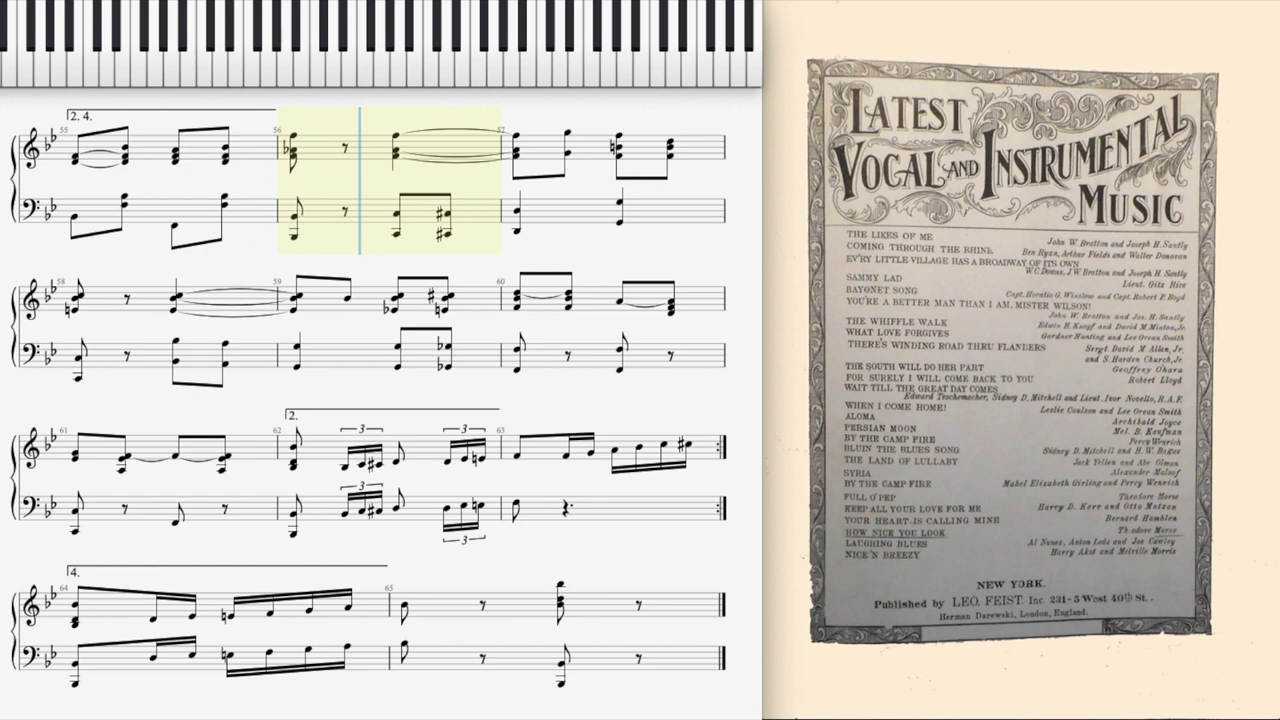 2. 4.
55
56
57
58
59
60
2.
61
62
3
3
63
3
3
4.
64
65
LATEST
VOCAL AND INSTRUMENTAL
MUSIC
THE LIKES OF ME John W. Bratton and Joseph H. Santly
COMING THROUGH THE RHINE Ben Ryan, Arthur Fields and Walter Donovan
EV'RY LITTLE VILLAGE HAS A BROADWAY OF ITS OWN
W.C. Downs, J.W. Bratton and Joseph H. Santly
SAMMY LAD Lieut. Gitz Rice
BAYONET SONG Capt. Horatio G. Winslow and Capt. Robert P. Boyd
YOU'RE A BETTER MAN THAN I AM, MISTER WILSON!
John W. Bratton and Jos. H. Santly
THE WHIFFLE WALK Edwin H. Knopf and David M. Minton, Jr.
WHAT LOVE FORGIVES Gardner Hunting and Lee Orean Smith
THERE'S WINDING ROAD THRU FLANDERS Sergt. David M. Allan, Jr.
and S. Harden Church, Jr.
THE SOUTH WILL DO HER PART Geoffrey O'hara
FOR SURELY I WILL COME BACK TO YOU Robert Lloyd
WAIT TILL THE GREAT DAY COMES
Edward Teschemacher, Sidney D. Mitchell and Lieut. Ivor Novello, R.A.F.
WHEN I COME HOME! Leslie Coulson and Lee Orean Smith
ALOMA Archibald Joyce
PERSIAN MOON Mel. B. Kaufman
BY THE CAMP FIRE Percy Wenrich
BLUIN THE BLUES SONG Sidney D. Mitchell and H. W. Ragas
THE LAND OF LULLABY Jack Yellen and Abe Olman
SYRIA Alexander Maloof
BY THE CAMP FIRE Mabel Elizabeth Girling and Percy Wenrich
FULL O' PEP Theodore Morse
KEEP ALL YOUR LOVE FOR ME Harry D. Kerr and Otto Motzan
YOUR HEART IS CALLING MINE Bernard Hamblen
HOW NICE YOU LOOK Theodore Morse
LAUGHING BLUES Al Nunez, Anton Lada and Joe Cawley
NICE 'N BREEZY Harry Akst and Melville Morris
NEW YORK.
Published by LEO. FEIST. Inc. 231-5 West 40th St.
Herman Darewski, London, England.